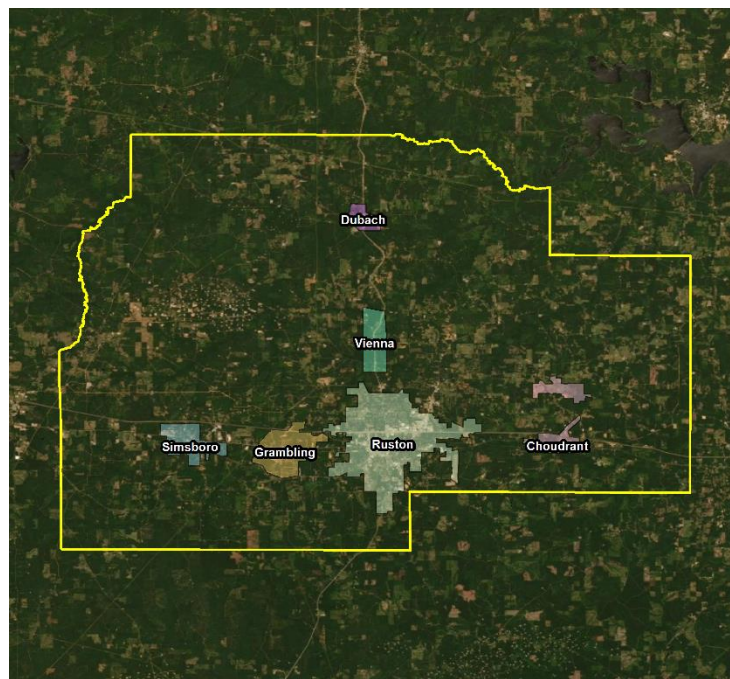 Dubach
Vienna
Simsboro
Grambling
Ruston
Choudrant